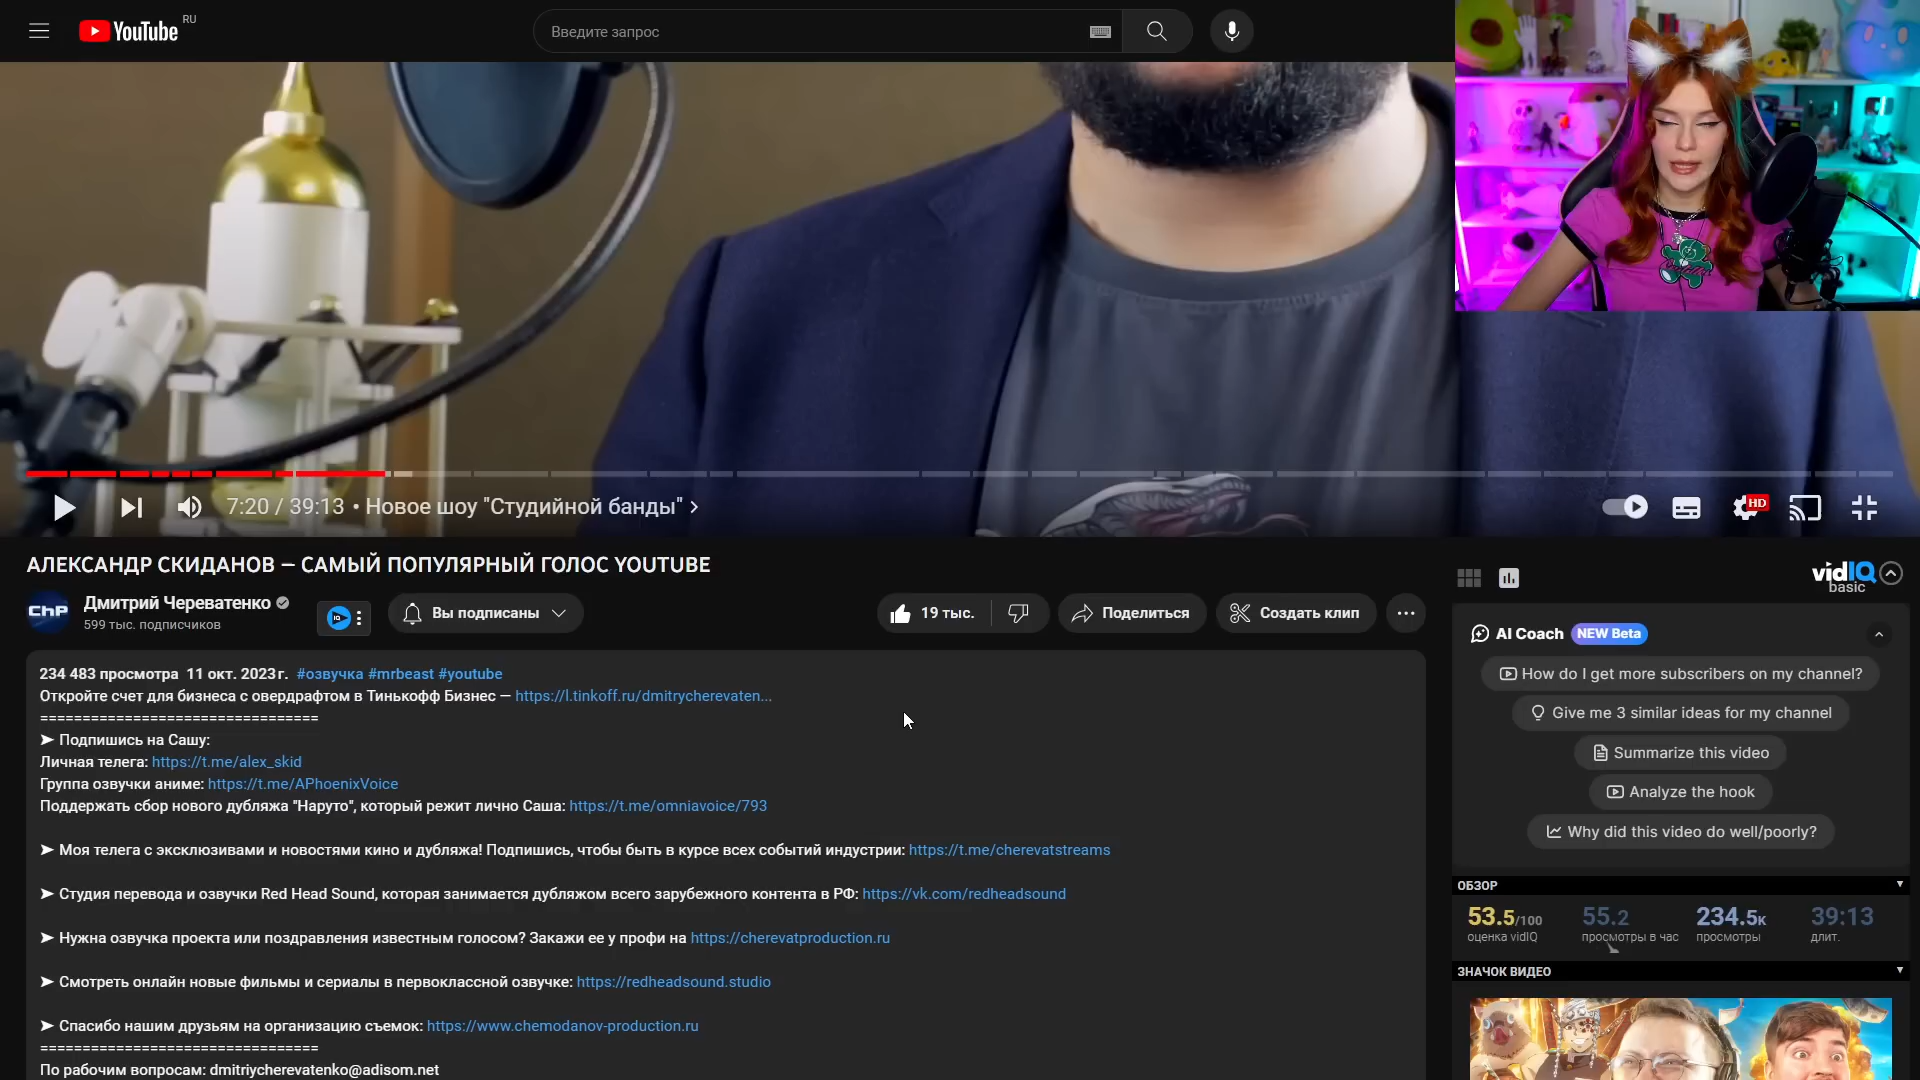 YouTube RU
Введите запрос
7:20 / 39:13 • Новое шоу "Студийной банды"
HD
АЛЕКСАНДР СКИДАНОВ — САМЫЙ ПОПУЛЯРНЫЙ ГОЛОС YOUTUBE
ChP
Дмитрий Череватенко
599 тыс. подписчиков
IQ
Вы подписаны
19 тыс.
Поделиться
Создать клип
234 483 просмотра 11 окт. 2023 г. #озвучка #mrbeast #youtube
Откройте счет для бизнеса с овердрафтом в Тинькофф Бизнес — https://l.tinkoff.ru/dmitrycherevaten...
=================================
➤ Подпишись на Сашу:
Личная телега: https://t.me/alex_skid
Группа озвучки аниме: https://t.me/APhoenixVoice
Поддержать сбор нового дубляжа "Наруто", который режит лично Саша: https://t.me/omniavoice/793
➤ Моя телега с эксклюзивами и новостями кино и дубляжа! Подпишись, чтобы быть в курсе всех событий индустрии: https://t.me/cherevatstreams
➤ Студия перевода и озвучки Red Head Sound, которая занимается дубляжом всего зарубежного контента в РФ: https://vk.com/redheadsound
➤ Нужна озвучка проекта или поздравления известным голосом? Закажи ее у профи на https://cherevatproduction.ru
➤ Смотреть онлайн новые фильмы и сериалы в первоклассной озвучке: https://redheadsound.studio
➤ Спасибо нашим друзьям на организацию съемок: https://www.chemodanov-production.ru
=================================
По рабочим вопросам: dmitriycherevatenko@adisom.net
vidIQ
basic
AI Coach NEW Beta
How do I get more subscribers on my channel?
Give me 3 similar ideas for my channel
Summarize this video
Analyze the hook
Why did this video do well/poorly?
ОБЗОР
53.5/100 55.2 234.5к 39:13
оценка vidIQ просмотры в час просмотры длит.
ЗНАЧОК ВИДЕО